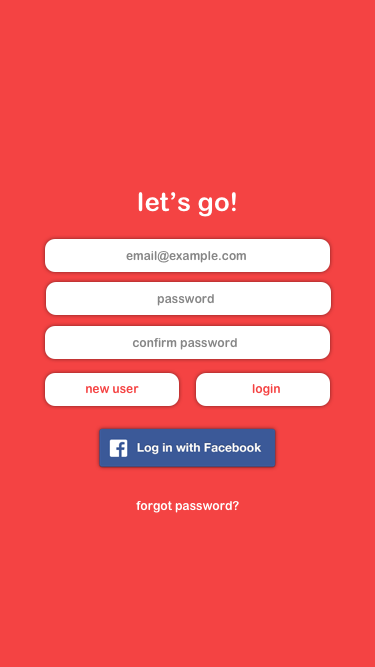 let’s go!
email@example.com
password
confirm password
new user
login
Log in with Facebook
forgot password?